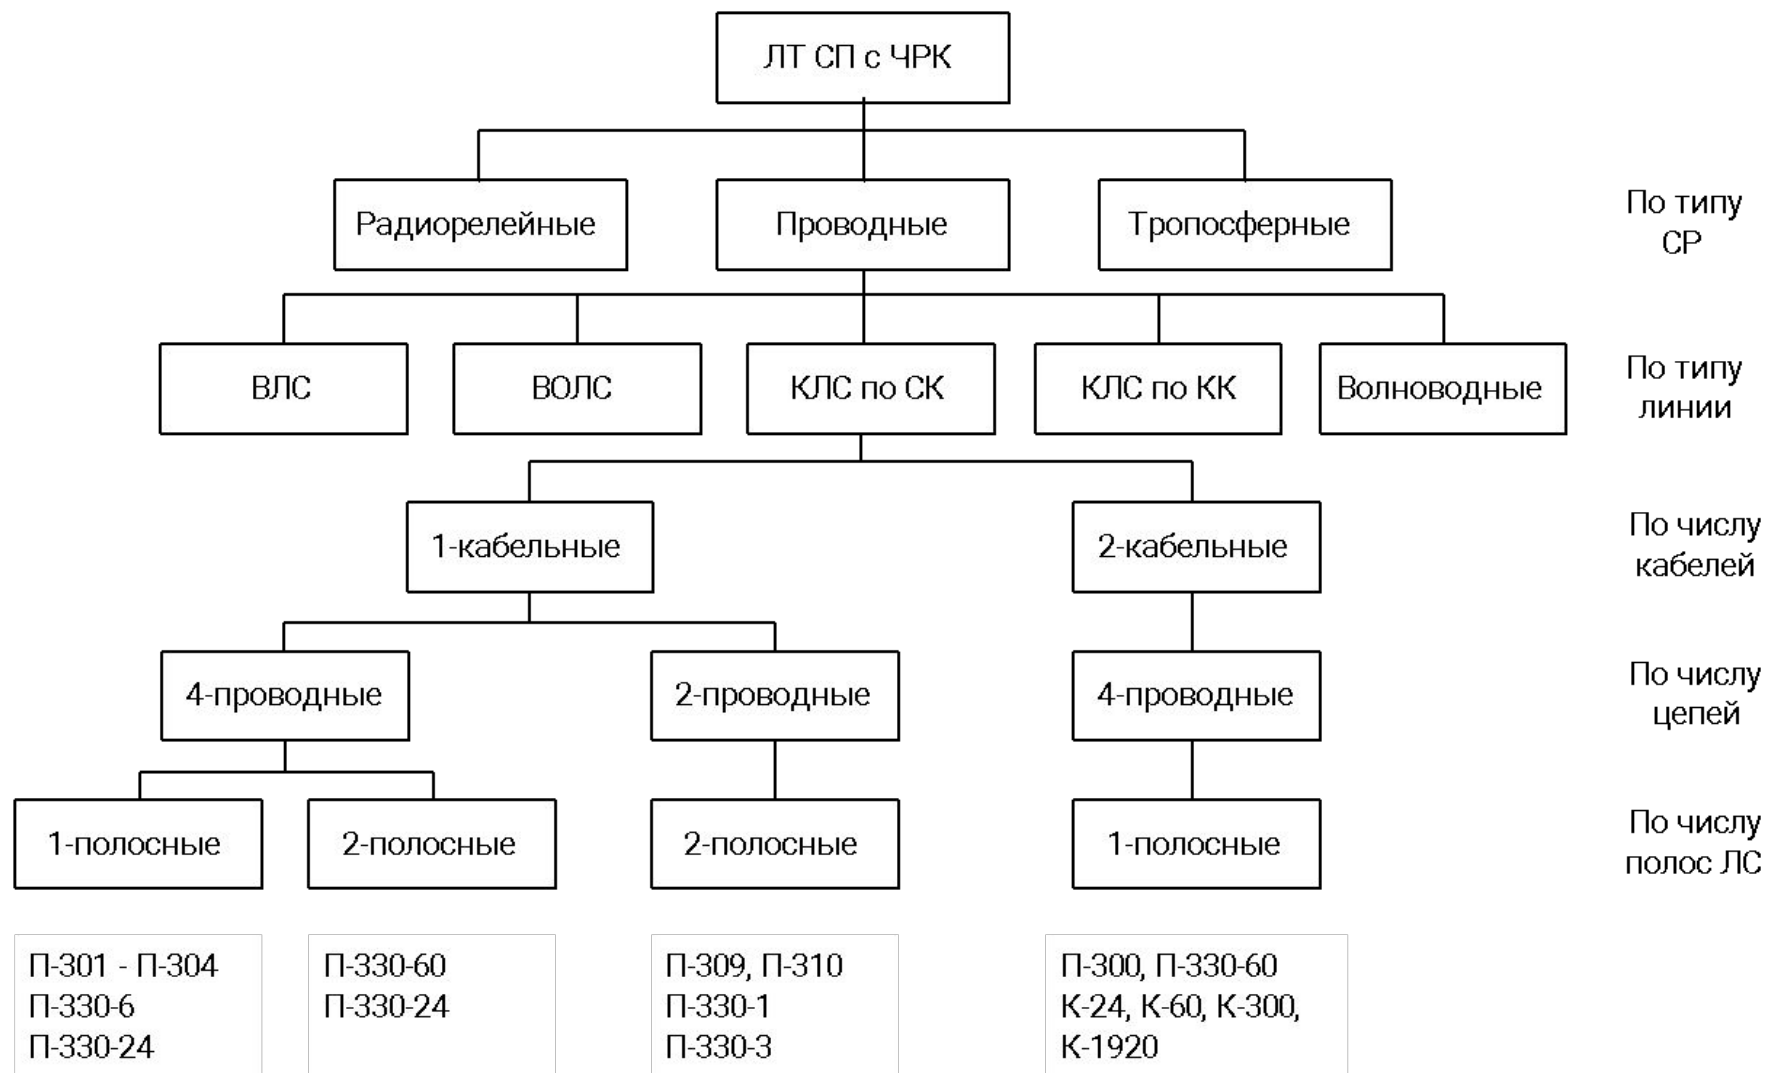 ЛТ СП с ЧРК
Радиорелейные
Проводные
Тропосферные
По типу
СР
ВЛС
ВОЛС
КЛС по СК
КЛС по КК
Волноводные
По типу
линии
1-кабельные
2-кабельные
По числу
кабелей
4-проводные
2-проводные
4-проводные
По числу
цепей
1-полосные
2-полосные
2-полосные
1-полосные
По числу
полос ЛС
П-301 - П-304
П-330-6
П-330-24
П-330-60
П-330-24
П-309, П-310
П-330-1
П-330-3
П-300, П-330-60
К-24, К-60, К-300,
К-1920